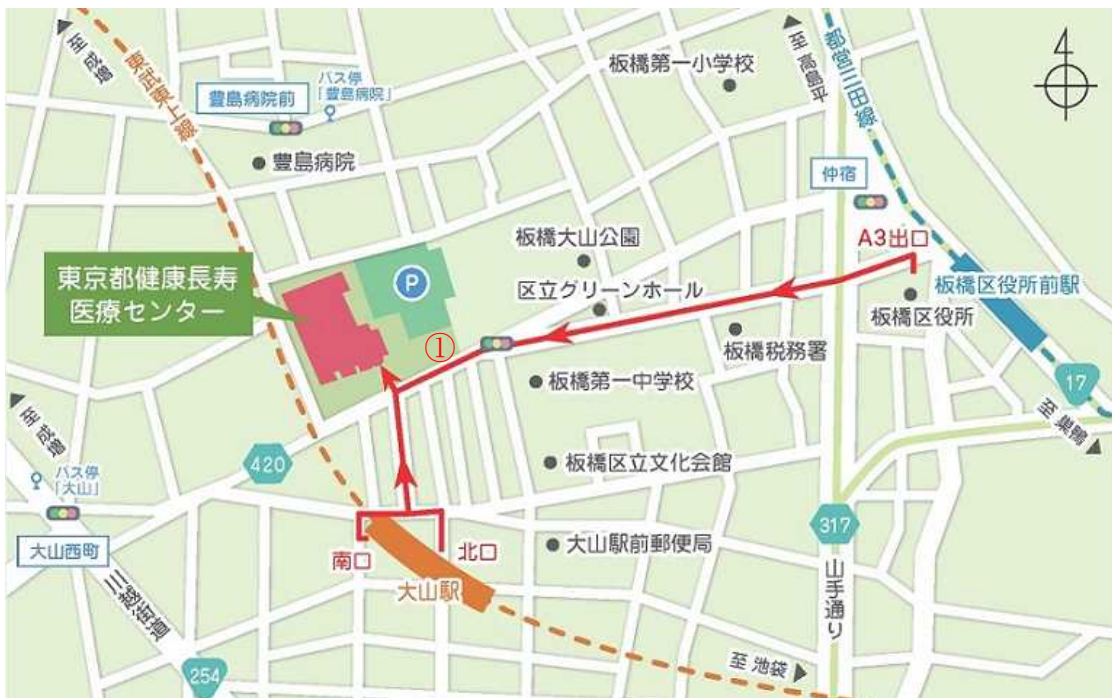 至 成増
東武東上線
豊島病院前
バス停
「豊島病院」
豊島病院
板橋第一小学校
至 高島平
都営三田線
仲宿
A3出口
板橋区役所前駅
板橋区役所
板橋大山公園
区立グリーンホール
板橋税務署
東京都健康長寿
医療センター
P
①
板橋第一中学校
17
至 巣鴨
至 成増
バス停
「大山」
420
板橋区立文化会館
大山西町
南口
北口
大山駅
大山駅前郵便局
317
山手通り
川越街道
254
至 池袋